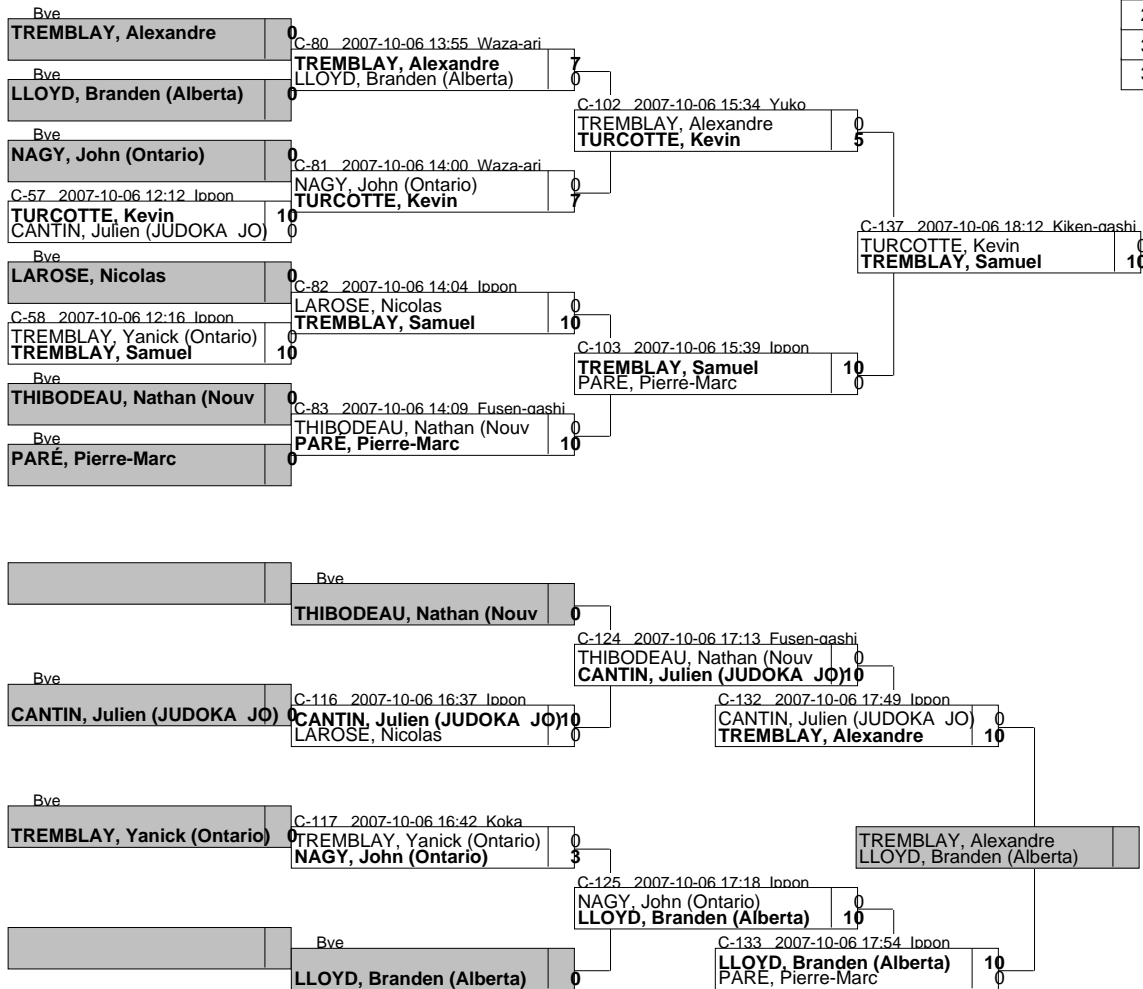 Bye
TREMBLAY, Alexandre 0
Bye
LLOYD, Branden (Alberta) 0
Bye
NAGY, John (Ontario) 0
C-57 2007-10-06 12:12 Ippon
TURCOTTE, Kevin 10
CANTIN, Julien (JUDOKA JO) 0
Bye
LAROSE, Nicolas 0
C-58 2007-10-06 12:16 Ippon
TREMBLAY, Yanick (Ontario) 0
TREMBLAY, Samuel 10
Bye
THIBODEAU, Nathan (Nouv 0
Bye
PARÉ, Pierre-Marc 0
C-80 2007-10-06 13:55 Waza-ari
TREMBLAY, Alexandre 7
LLOYD, Branden (Alberta) 0
C-81 2007-10-06 14:00 Waza-ari
NAGY, John (Ontario) 0
TURCOTTE, Kevin 7
C-82 2007-10-06 14:04 Ippon
LAROSE, Nicolas 0
TREMBLAY, Samuel 10
C-83 2007-10-06 14:09 Fusen-gashi
THIBODEAU, Nathan (Nouv 0
PARÉ, Pierre-Marc 10
C-102 2007-10-06 15:34 Yuko
TREMBLAY, Alexandre 0
TURCOTTE, Kevin 5
C-103 2007-10-06 15:39 Ippon
TREMBLAY, Samuel 10
PARÉ, Pierre-Marc 0
C-137 2007-10-06 18:12 Kiken-gashi
TURCOTTE, Kevin 0
TREMBLAY, Samuel 10
Bye
THIBODEAU, Nathan (Nouv 0
Bye
CANTIN, Julien (JUDOKA JO) 0
C-116 2007-10-06 16:37 Ippon
CANTIN, Julien (JUDOKA JO) 10
LAROSE, Nicolas 0
Bye
TREMBLAY, Yanick (Ontario) 0
C-117 2007-10-06 16:42 Koka
TREMBLAY, Yanick (Ontario) 0
NAGY, John (Ontario) 3
Bye
LLOYD, Branden (Alberta) 0
C-124 2007-10-06 17:13 Fusen-gashi
THIBODEAU, Nathan (Nouv 0
CANTIN, Julien (JUDOKA JO) 10
C-125 2007-10-06 17:18 Ippon
NAGY, John (Ontario) 0
LLOYD, Branden (Alberta) 10
C-132 2007-10-06 17:49 Ippon
CANTIN, Julien (JUDOKA JO) 0
TREMBLAY, Alexandre 10
C-133 2007-10-06 17:54 Ippon
LLOYD, Branden (Alberta) 10
PARÉ, Pierre-Marc 0
TREMBLAY, Alexandre
LLOYD, Branden (Alberta)